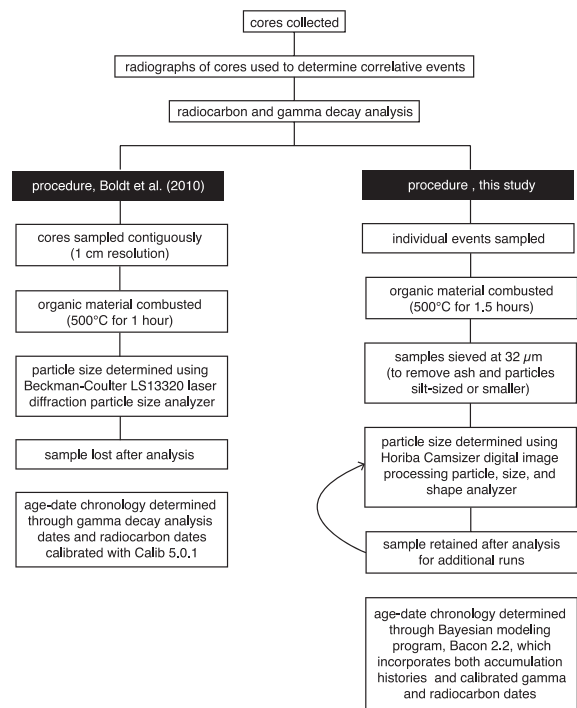 cores collected
radiographs of cores used to determine correlative events
radiocarbon and gamma decay analysis
procedure, Boldt et al. (2010)
cores sampled contiguously
(1 cm resolution)
organic material combusted
(500°C for 1 hour)
particle size determined using
Beckman-Coulter LS13320 laser
diffraction particle size analyzer
sample lost after analysis
age-date chronology determined
through gamma decay analysis
dates and radiocarbon dates
calibrated with Calib 5.0.1
procedure , this study
individual events sampled
organic material combusted
(500°C for 1.5 hours)
samples sieved at 32 µm
(to remove ash and particles
silt-sized or smaller)
particle size determined using
Horiba Camsizer digital image
processing particle, size, and
shape analyzer
sample retained after analysis
for additional runs
age-date chronology determined
through Bayesian modeling
program, Bacon 2.2, which
incorporates both accumulation
histories and calibrated gamma
and radiocarbon dates